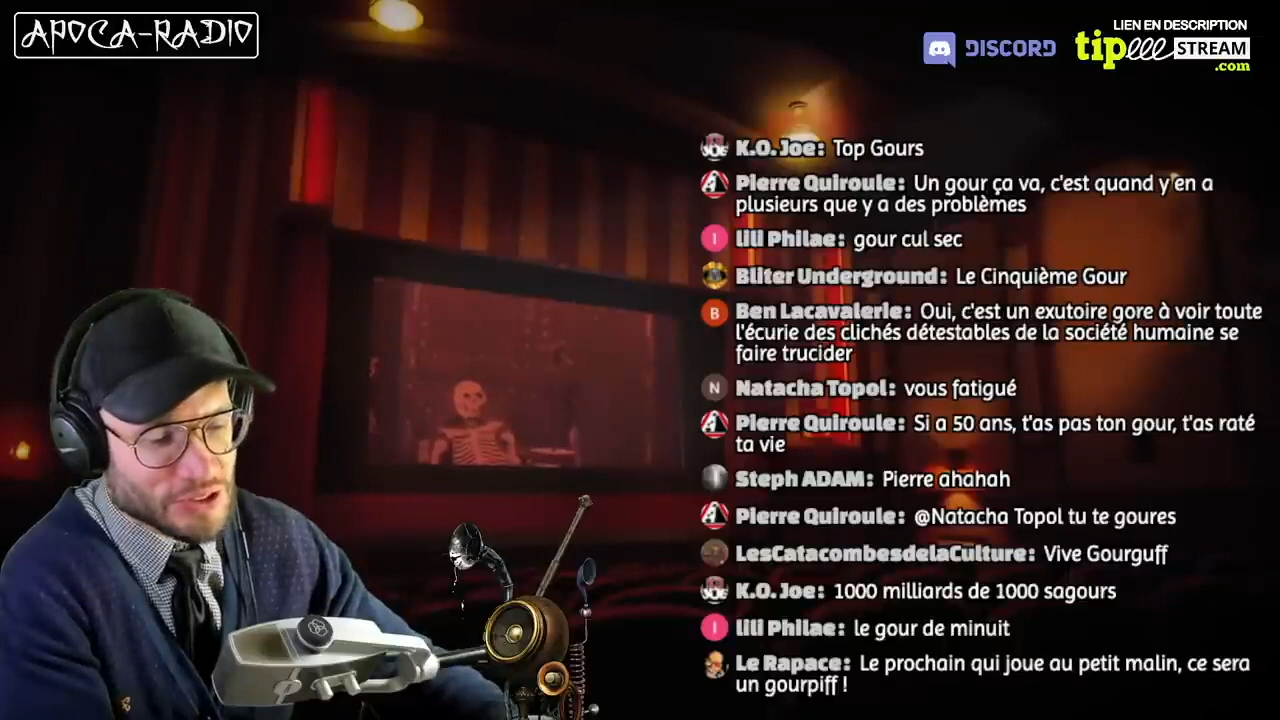 APOCA-RADIO
LIEN EN DESCRIPTION
DISCORD
tipeee STREAM
.com
K.O. Joe: Top Gours
Pierre Quiroule: Un gour ça va, c'est quand y'en a
plusieurs que y a des problèmes
lili Philae: gour cul sec
Bliter Underground: Le Cinquième Gour
Ben Lacavalerie: Oui, c'est un exutoire gore à voir toute
l'écurie des clichés détestables de la société humaine se
faire trucider
Natacha Topol: vous fatigué
Pierre Quiroule: Si a 50 ans, t'as pas ton gour, t'as raté
ta vie
Steph ADAM: Pierre ahahah
Pierre Quiroule: @Natacha Topol tu te goures
LesCatacombesdelaCulture: Vive Gourguff
K.O. Joe: 1000 milliards de 1000 sagours
lili Philae: le gour de minuit
Le Rapace: Le prochain qui joue au petit malin, ce sera
un gourpiff !